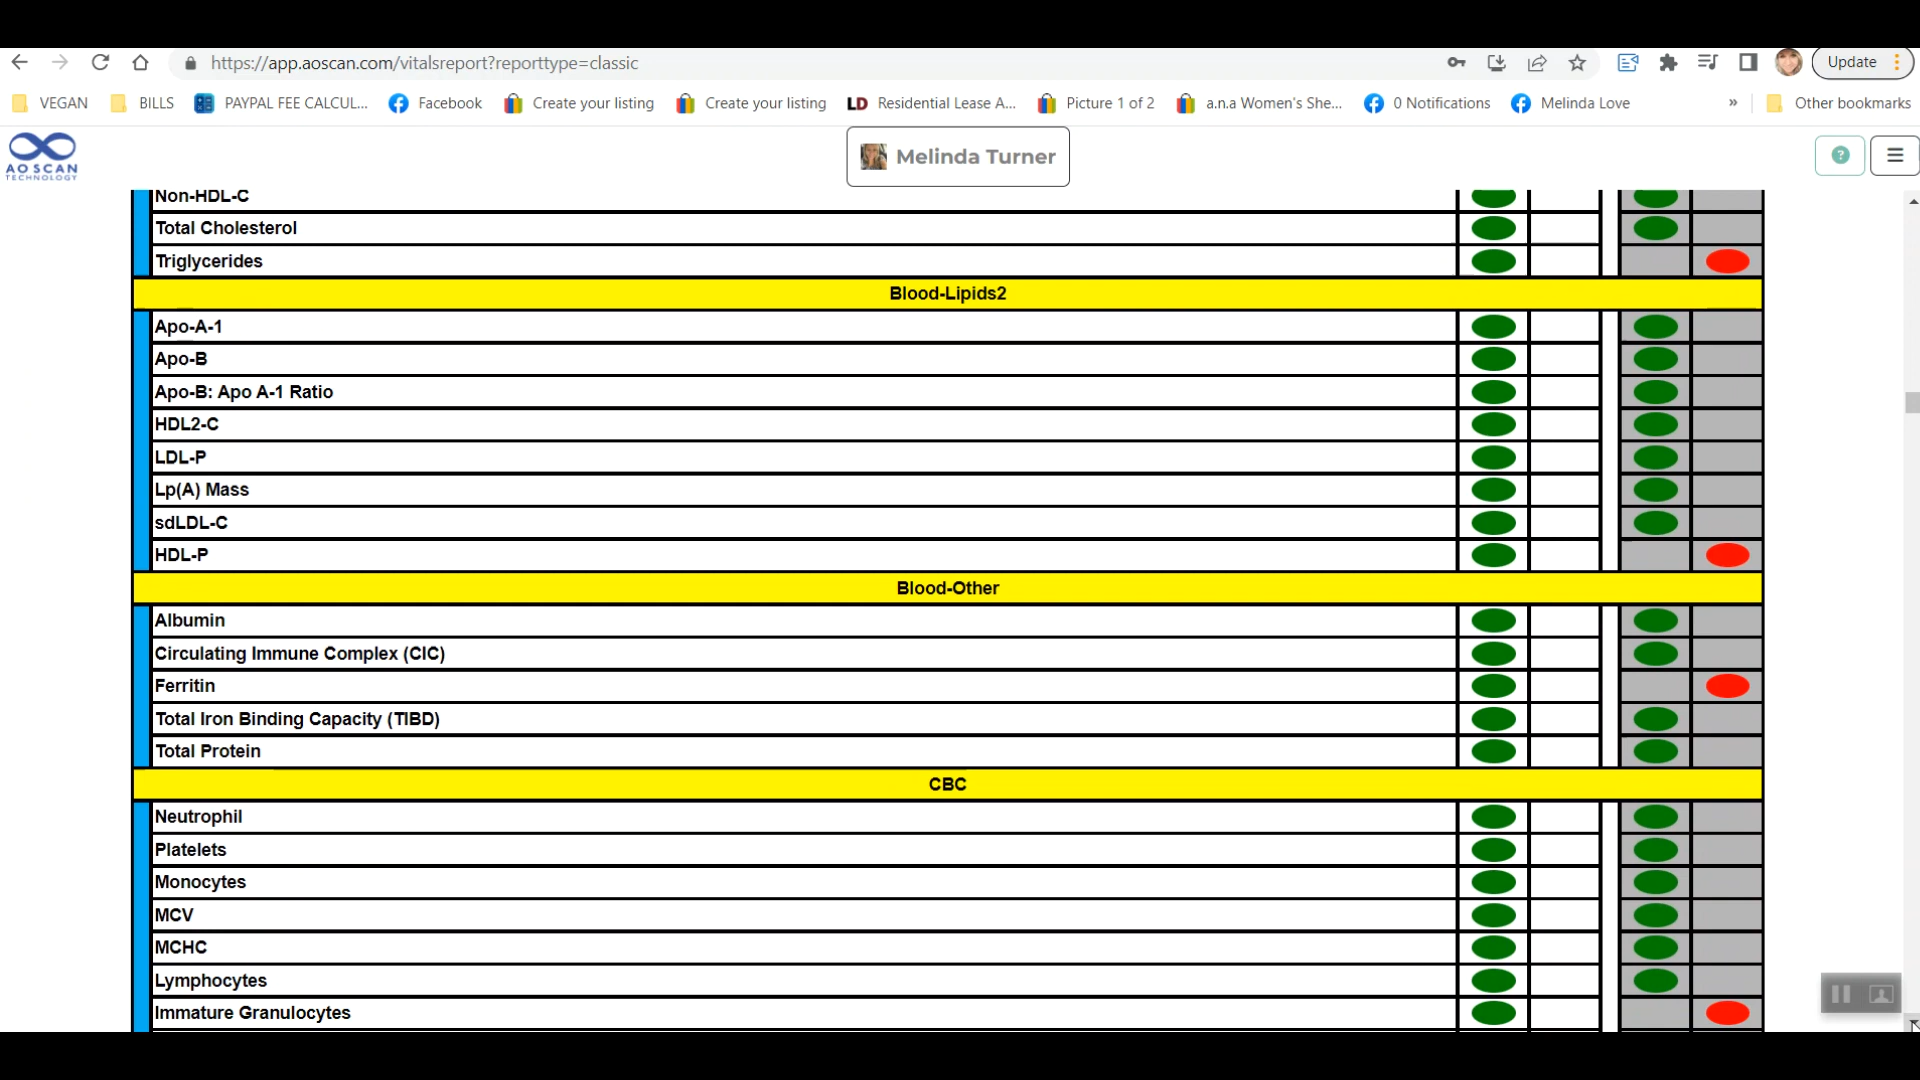 https://app.aoscan.com/vitalsreport?reporttype=classic
Update
VEGAN
BILLS
PAYPAL FEE CALCUL...
Facebook
Create your listing
Create your listing
LD Residential Lease A...
Picture 1 of 2
a.n.a Women's She...
0 Notifications
Melinda Love
»
Other bookmarks
AO SCAN
TECHNOLOGY
Melinda Turner
?
Non-HDL-C
Total Cholesterol
Triglycerides
Blood-Lipids2
Apo-A-1
Apo-B
Apo-B: Apo A-1 Ratio
HDL2-C
LDL-P
Lp(A) Mass
sdLDL-C
HDL-P
Blood-Other
Albumin
Circulating Immune Complex (CIC)
Ferritin
Total Iron Binding Capacity (TIBD)
Total Protein
CBC
Neutrophil
Platelets
Monocytes
MCV
MCHC
Lymphocytes
Immature Granulocytes